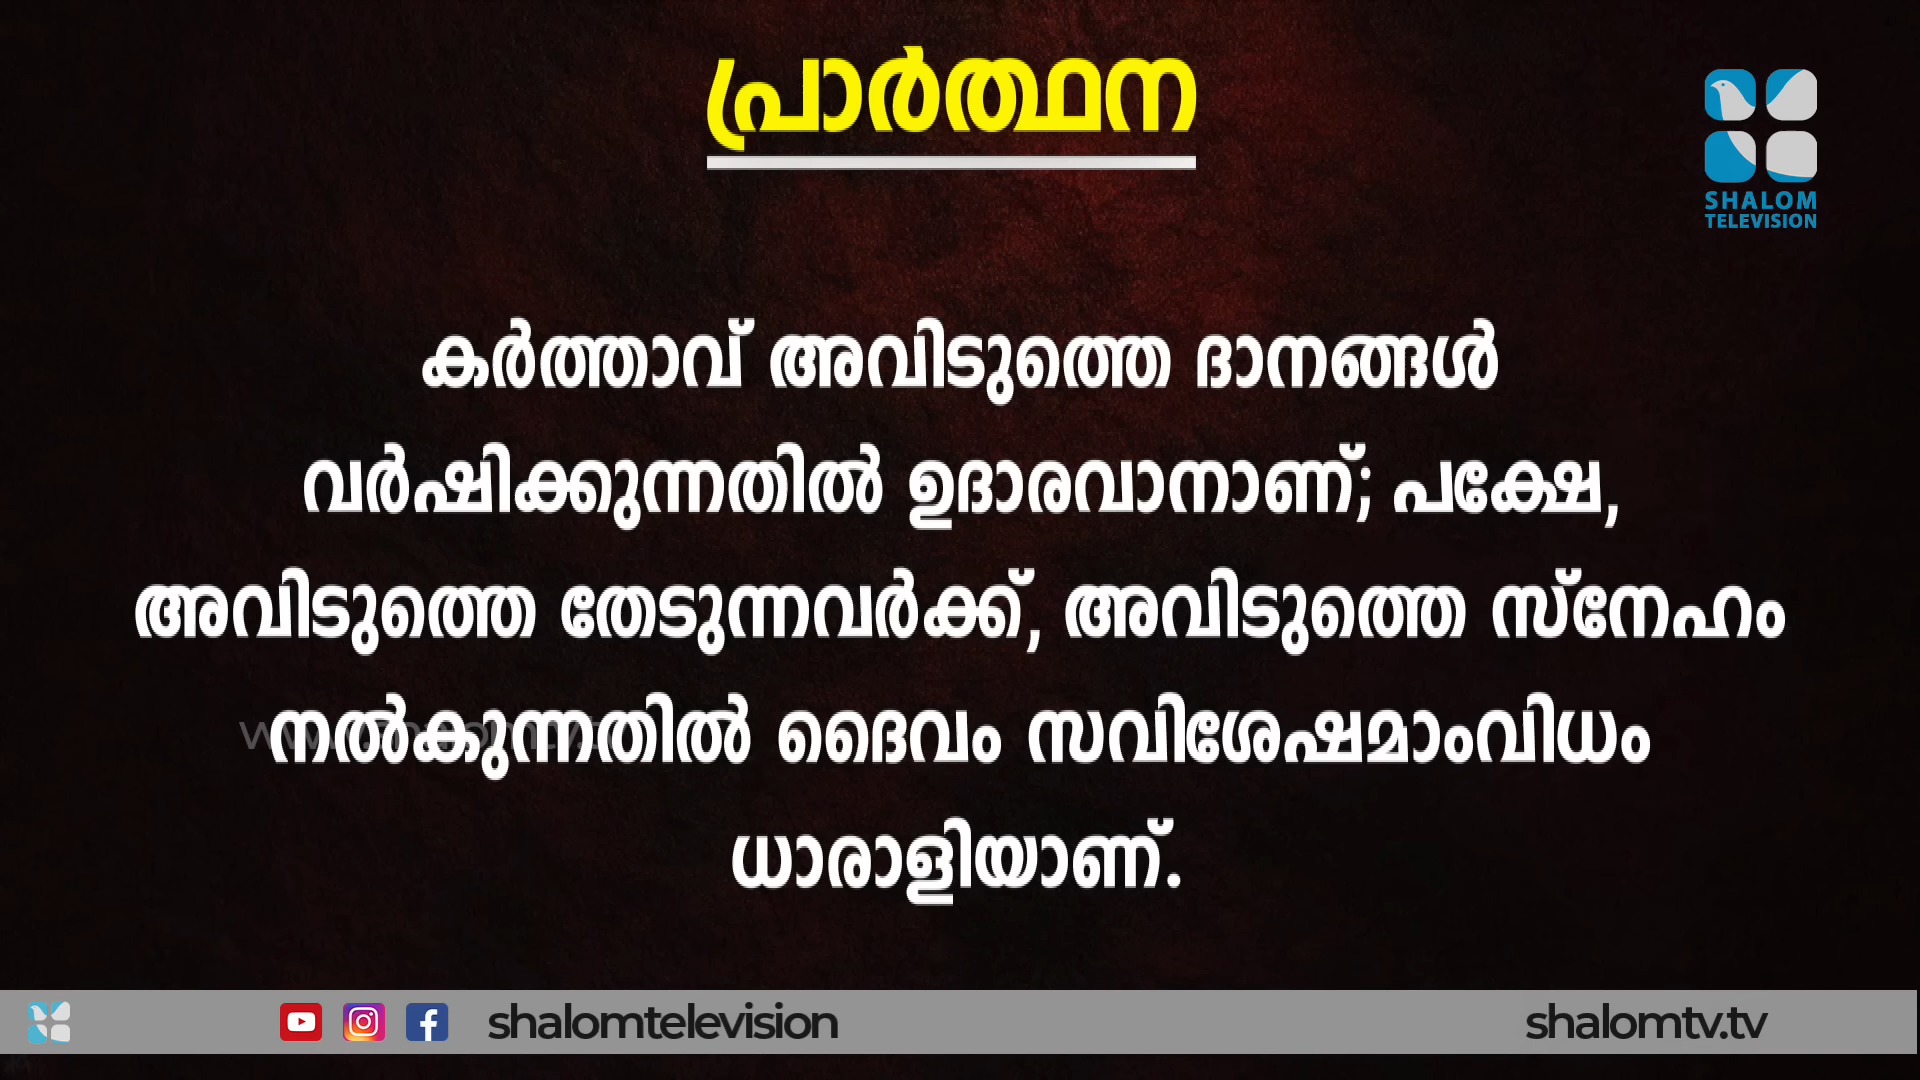 പ്രാർത്ഥന
SHALOM
TELEVISION
കർത്താവ് അവിടുത്തെ ദാനങ്ങൾ
വർഷിക്കുന്നതിൽ ഉദാരവാനാണ്; പക്ഷേ,
അവിടുത്തെ തേടുന്നവർക്ക്, അവിടുത്തെ സ്നേഹം
നൽകുന്നതിൽ ദൈവം സവിശേഷമാംവിധം
ധാരാളിയാണ്.
shalomtelevision
shalomtv.tv